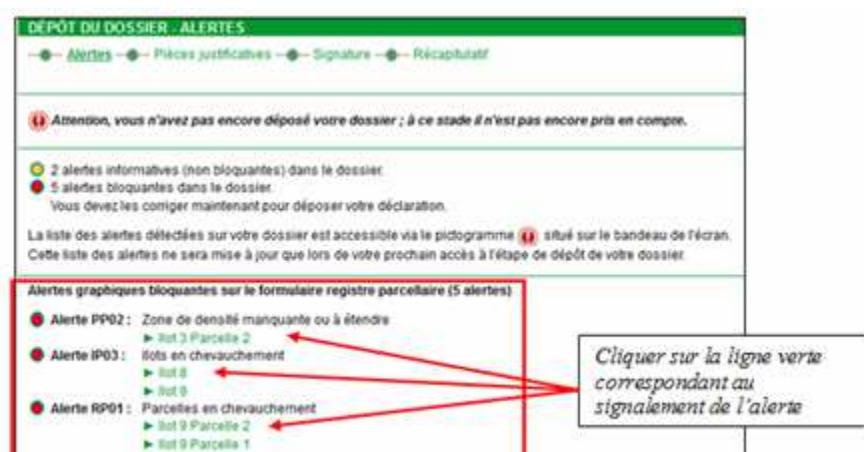 DÉPÔT DU DOSSIER - ALERTES
Alertes Pièces justificatives Signature Récapitulatif
Attention, vous n'avez pas encore déposé votre dossier ; à ce stade il n'est pas encore pris en compte.
2 alertes informatives (non bloquantes) dans le dossier.
5 alertes bloquantes dans le dossier.
Vous devez les corriger maintenant pour déposer votre déclaration.
La liste des alertes détectées sur votre dossier est accessible via le pictogramme situé sur le bandeau de l'écran.
Cette liste des alertes ne sera mise à jour que lors de votre prochain accès à l'étape de dépôt de votre dossier.
Alertes graphiques bloquantes sur le formulaire registre parcellaire (5 alertes)
Alerte PP02 : Zone de densité manquante ou à étendre
► Ilot 3 Parcelle 2
Alerte IP03 : Ilots en chevauchement
► Ilot 8
► Ilot 9
Alerte RP01 : Parcelles en chevauchement
► Ilot 9 Parcelle 2
► Ilot 9 Parcelle 1
Cliquer sur la ligne verte
correspondant au
signalement de l'alerte